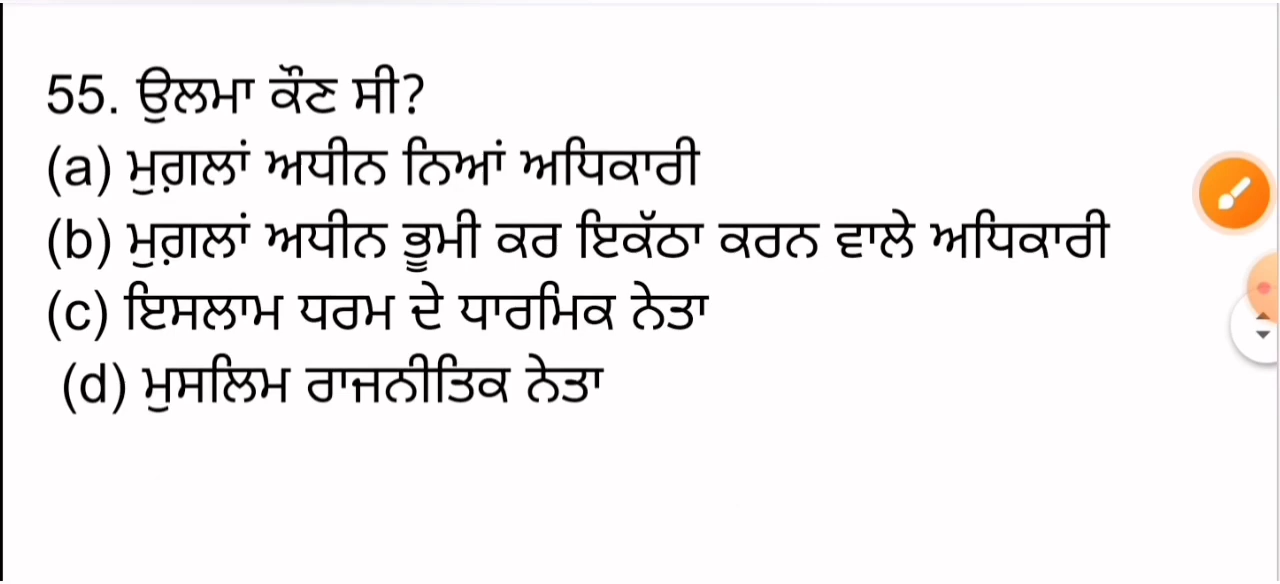 55. ਉਲਮਾ ਕੌਣ ਸੀ?
(a) ਮੁਗ਼ਲਾਂ ਅਧੀਨ ਨਿਆਂ ਅਧਿਕਾਰੀ
(b) ਮੁਗ਼ਲਾਂ ਅਧੀਨ ਭੂਮੀ ਕਰ ਇਕੱਠਾ ਕਰਨ ਵਾਲੇ ਅਧਿਕਾਰੀ
(c) ਇਸਲਾਮ ਧਰਮ ਦੇ ਧਾਰਮਿਕ ਨੇਤਾ
(d) ਮੁਸਲਿਮ ਰਾਜਨੀਤਿਕ ਨੇਤਾ